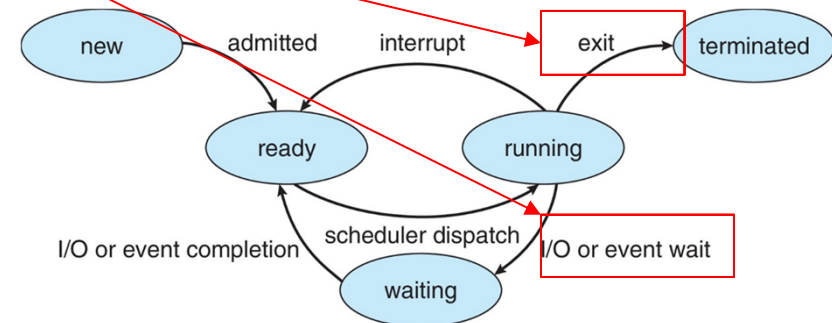 new
admitted
interrupt
exit
terminated
ready
running
I/O or event completion
scheduler dispatch
I/O or event wait
waiting